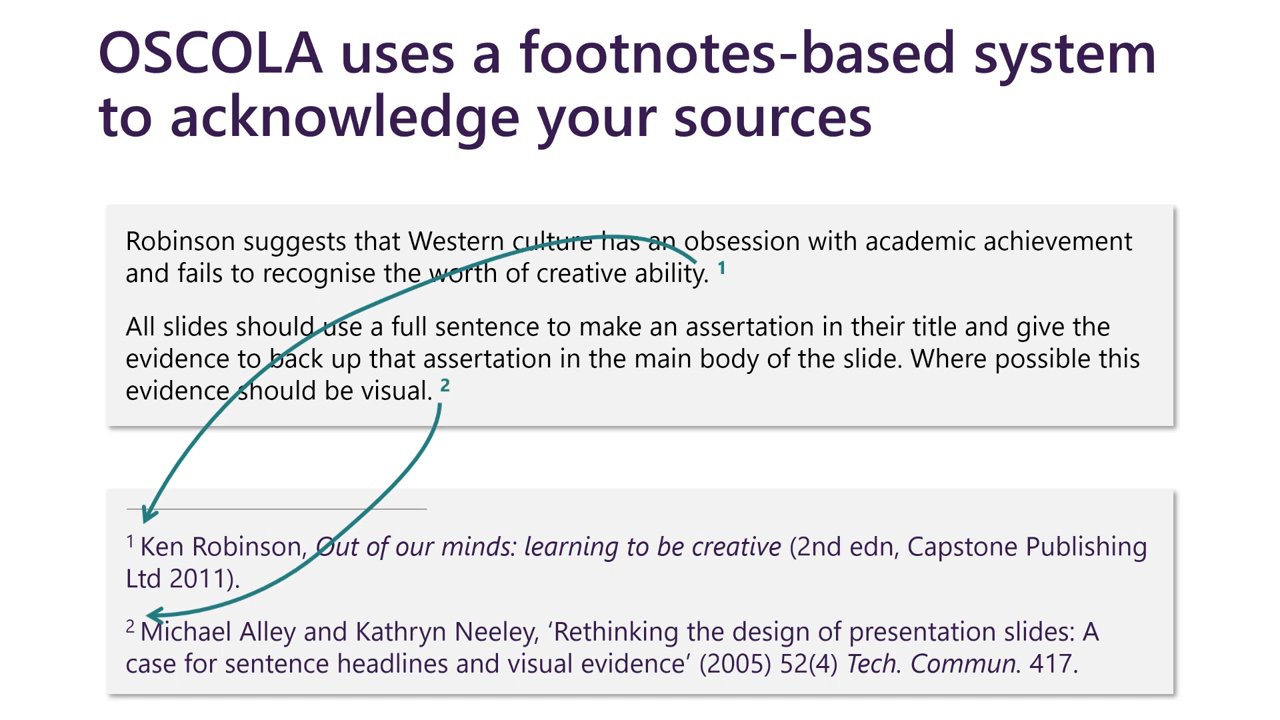 OSCOLA uses a footnotes-based system
to acknowledge your sources
Robinson suggests that Western culture has an obsession with academic achievement
and fails to recognise the worth of creative ability. 1
All slides should use a full sentence to make an assertation in their title and give the
evidence to back up that assertation in the main body of the slide. Where possible this
evidence should be visual. 2
1 Ken Robinson, Out of our minds: learning to be creative (2nd edn, Capstone Publishing
Ltd 2011).
2 Michael Alley and Kathryn Neeley, ‘Rethinking the design of presentation slides: A
case for sentence headlines and visual evidence’ (2005) 52(4) Tech. Commun. 417.